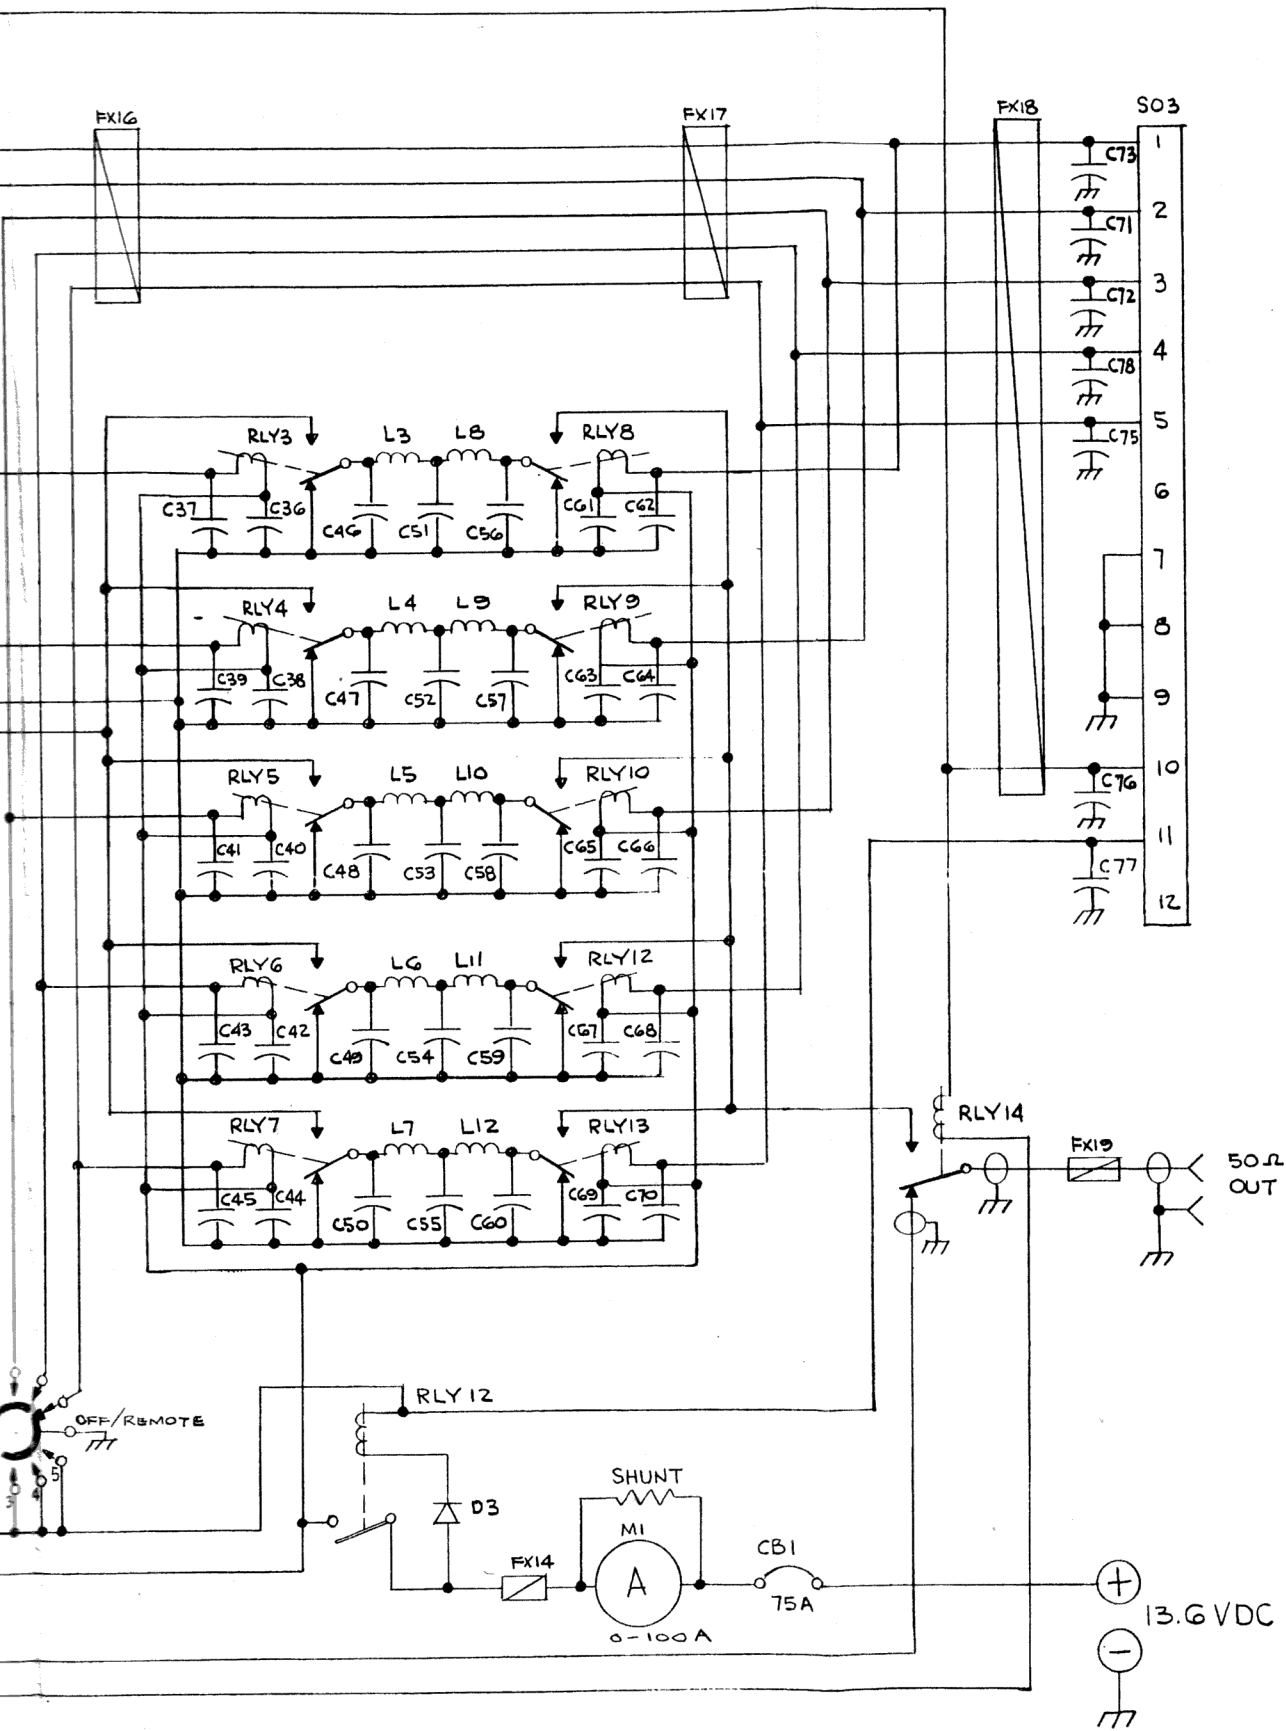 FX16
FX17
FX18
SO3
1
C73
2
C71
3
C72
4
C78
5
C75
6
7
8
9
10
C76
11
C77
12
RLY3
L3
L8
RLY8
C37
C36
C46
C51
C56
C61
C62
RLY4
L4
L9
RLY9
C39
C38
C47
C52
C57
C63
C64
RLY5
L5
L10
RLY10
C41
C40
C48
C53
C58
C65
C66
RLY6
L6
L11
RLY12
C43
C42
C49
C54
C59
C67
C68
RLY7
L7
L12
RLY13
C45
C44
C50
C55
C60
C69
C70
RLY14
FX19
50Ω
OUT
OFF/REMOTE
5
4
3
RLY12
D3
SHUNT
M1
A
0-100A
FX14
CB1
75A
+
13.6VDC
−